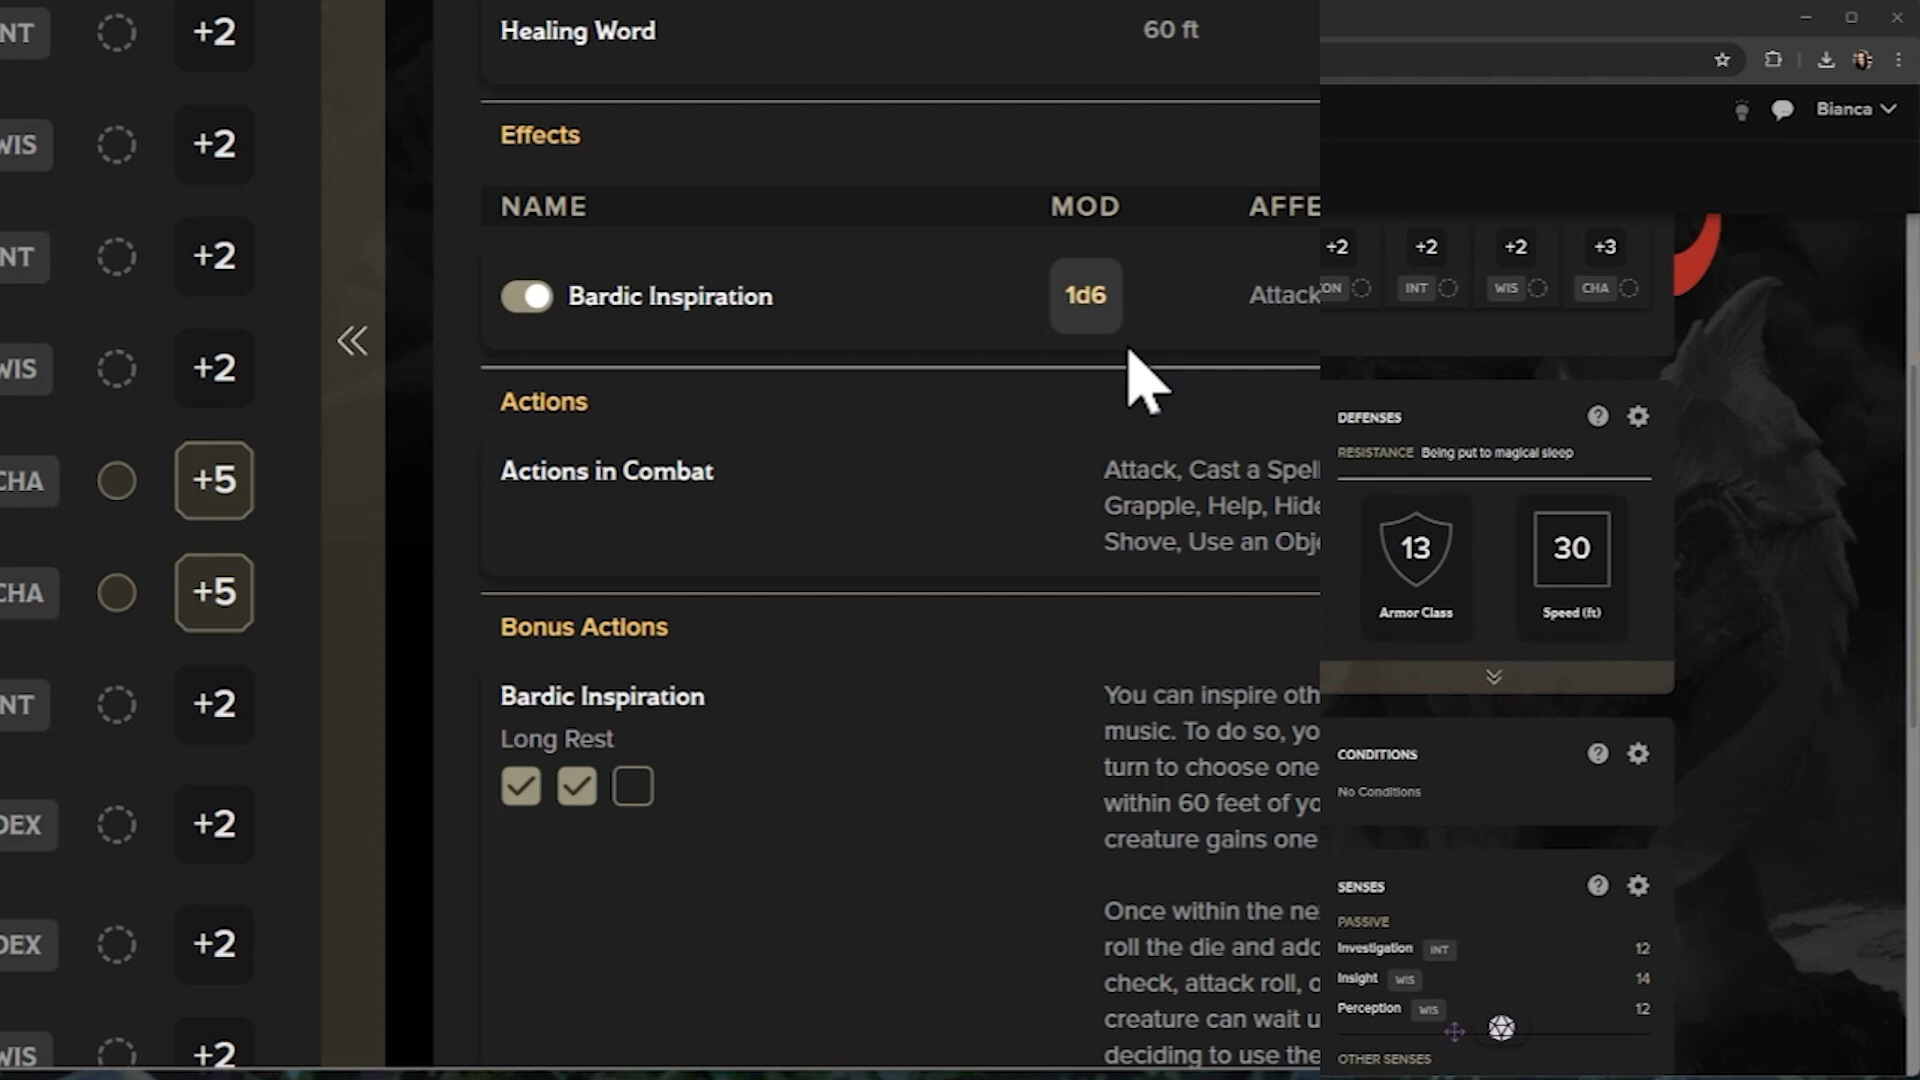 NT +2
WIS +2
NT +2
WIS +2
CHA +5
CHA +5
NT +2
DEX +2
DEX +2
WIS +2
Healing Word 60 ft
Effects
NAME MOD AFFE
Bardic Inspiration 1d6 Attack
Actions
Actions in Combat
Attack, Cast a Spell
Grapple, Help, Hide
Shove, Use an Obje
Bonus Actions
Bardic Inspiration
Long Rest
You can inspire oth
music. To do so, yo
turn to choose one
within 60 feet of yo
creature gains one
Once within the ne
roll the die and add
check, attack roll, o
creature can wait u
deciding to use the
Bianca
+2 +2 +2 +3
ON INT WIS CHA
DEFENSES
RESISTANCE Being put to magical sleep
13 30
Armor Class Speed (ft)
CONDITIONS
No Conditions
SENSES
PASSIVE
Investigation INT 12
Insight WIS 14
Perception WIS 12
OTHER SENSES